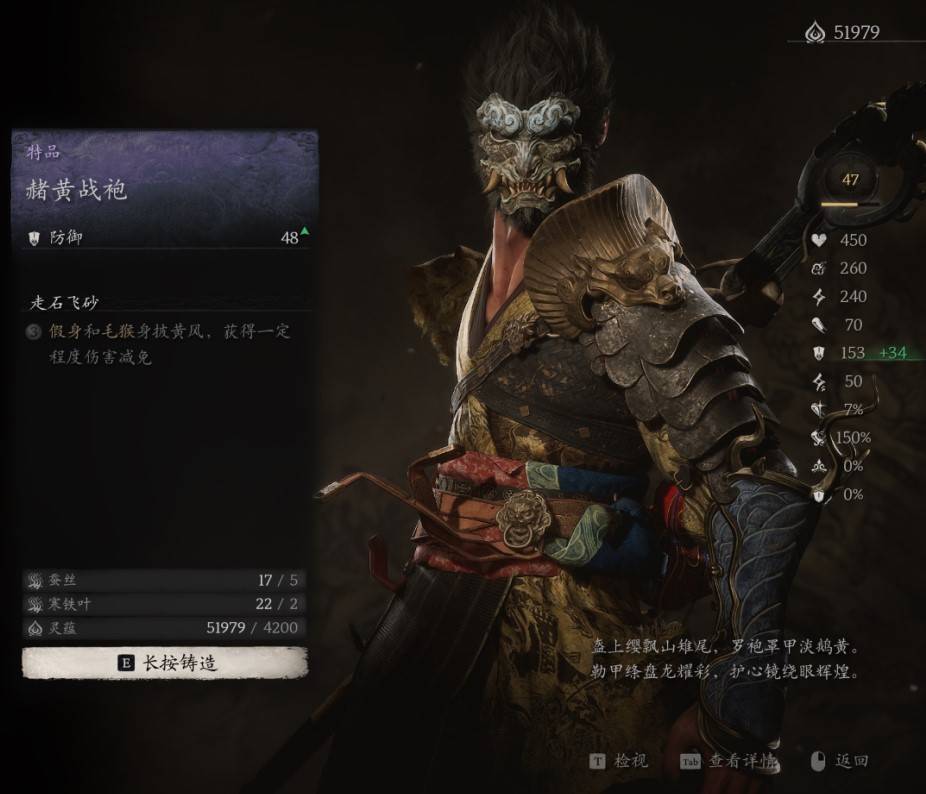 51979
特品
赭黄战袍
防御 48
走石飞砂
3 假身和毛猴身披黄风，获得一定
程度伤害减免
蚕丝 17 / 5
寒铁叶 22 / 2
灵蕴 51979 / 4200
E 长按铸造
47
450
260
240
70
153 +34
50
7%
150%
0%
0%
盔上缨飘山雉尾，罗袍罩甲淡鹅黄。
勒甲绦盘龙耀彩，护心镜绕眼辉煌。
T 检视 Tab 查看详情 返回